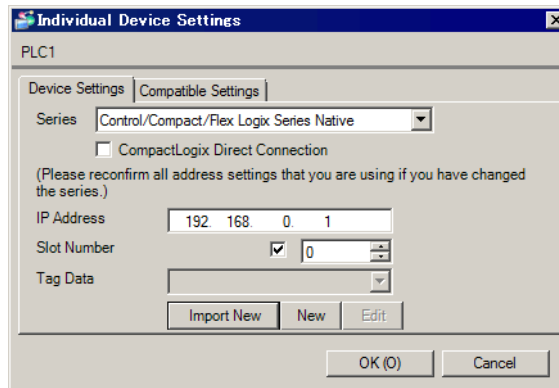 Individual Device Settings
PLC1
Device Settings Compatible Settings
Series Control/Compact/Flex Logix Series Native
CompactLogix Direct Connection
(Please reconfirm all address settings that you are using if you have changed
the series.)
IP Address 192. 168. 0. 1
Slot Number 0
Tag Data
Import New New Edit
OK (O) Cancel